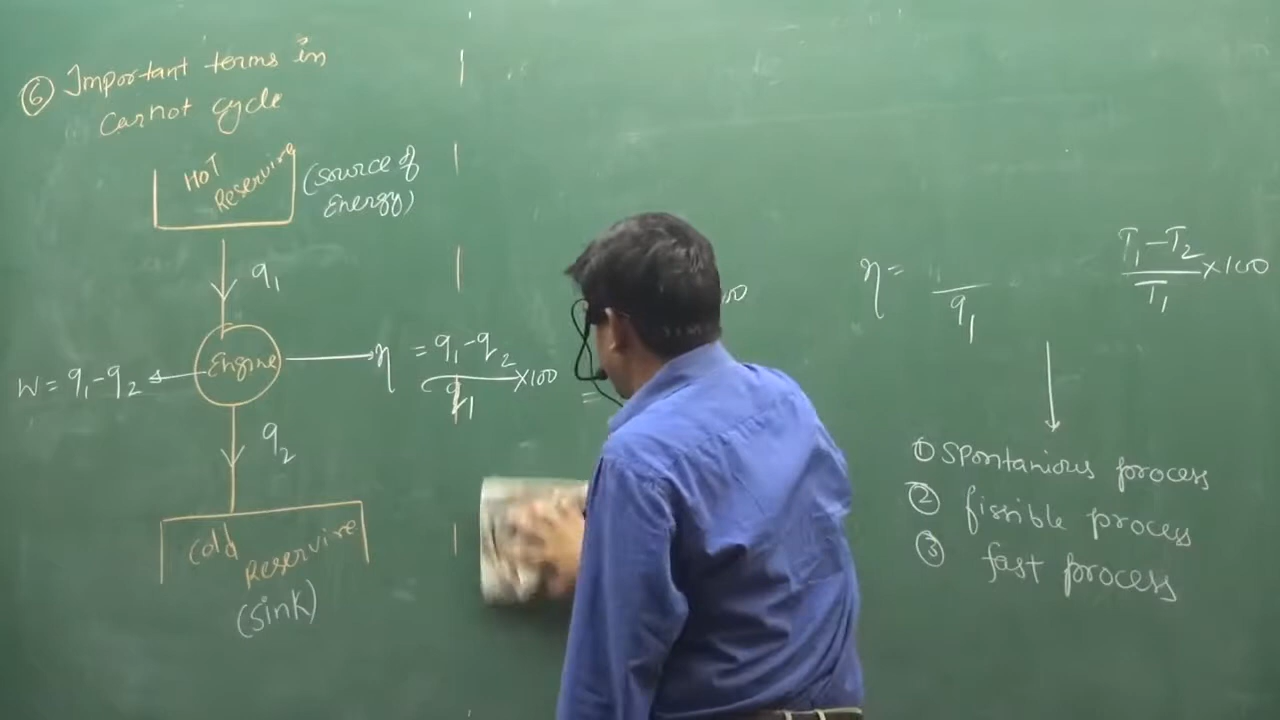 ⑥ Important terms in
Carnot cycle
HOT
Reservire
(source of
Energy)
q₁
Engine
W = q₁-q₂
η = q₁-q₂
q₁ ×100
=
q₂
Cold
Reservire
(sink)
η =
q₁
T₁-T₂
T₁ ×100
① spontanious process
② fissible process
③ fast process